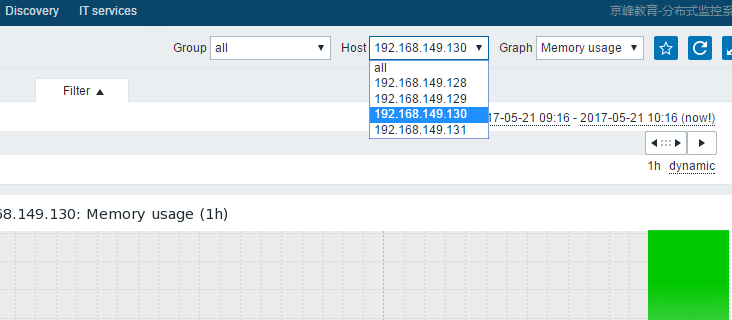 Discovery IT services 京峰教育-分布式监控系
Group all Host 192.168.149.130 Graph Memory usage
all
192.168.149.128
Filter 192.168.149.129
192.168.149.130 17-05-21 09:16 - 2017-05-21 10:16 (now!)
192.168.149.131
1h dynamic
68.149.130: Memory usage (1h)